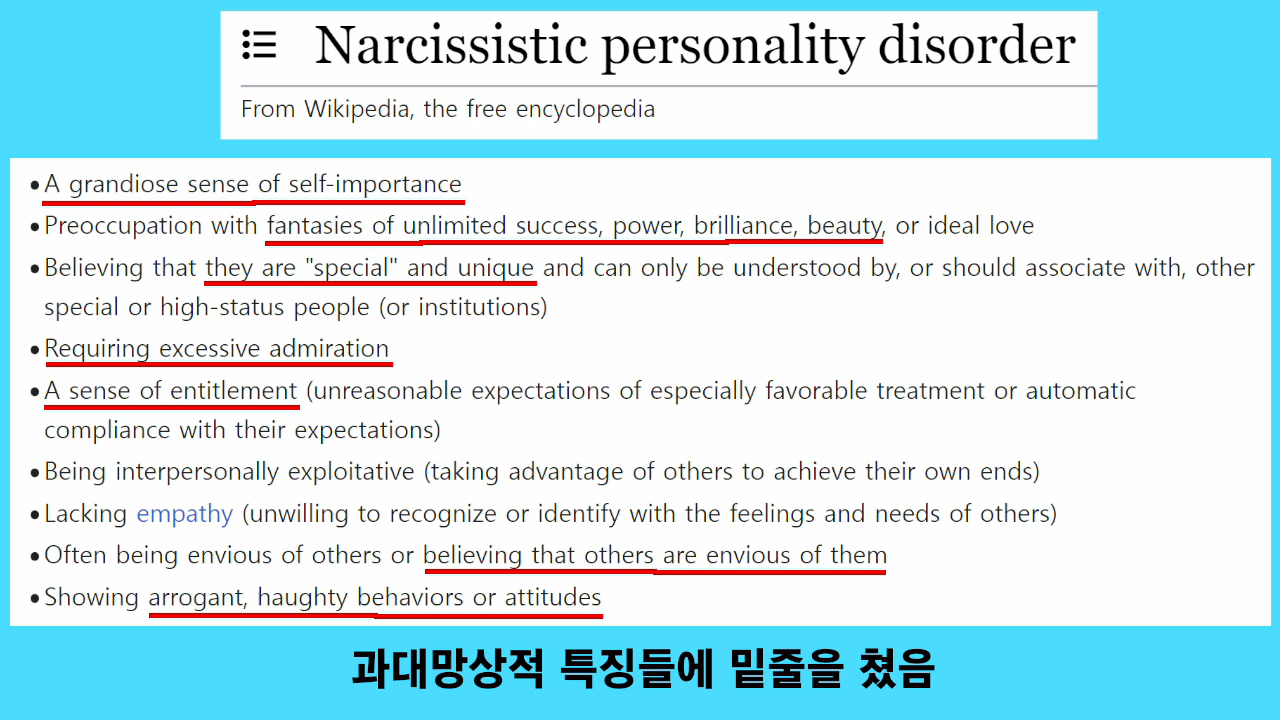 Narcissistic personality disorder
From Wikipedia, the free encyclopedia
•A grandiose sense of self-importance
•Preoccupation with fantasies of unlimited success, power, brilliance, beauty, or ideal love
•Believing that they are "special" and unique and can only be understood by, or should associate with, other
special or high-status people (or institutions)
•Requiring excessive admiration
•A sense of entitlement (unreasonable expectations of especially favorable treatment or automatic
compliance with their expectations)
•Being interpersonally exploitative (taking advantage of others to achieve their own ends)
•Lacking empathy (unwilling to recognize or identify with the feelings and needs of others)
•Often being envious of others or believing that others are envious of them
•Showing arrogant, haughty behaviors or attitudes
과대망상적 특징들에 밑줄을 쳤음